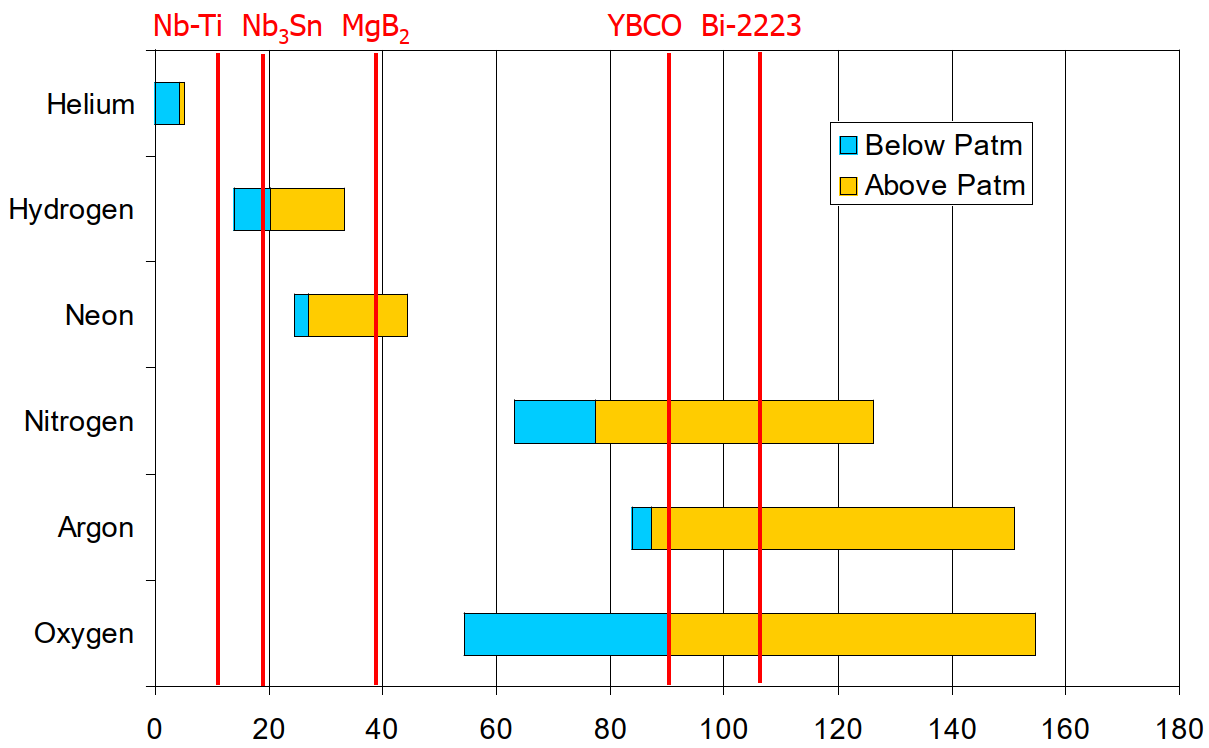 Nb-Ti Nb₃Sn MgB₂ YBCO Bi-2223
Helium
Below Patm
Above Patm
Hydrogen
Neon
Nitrogen
Argon
Oxygen
0 20 40 60 80 100 120 140 160 180